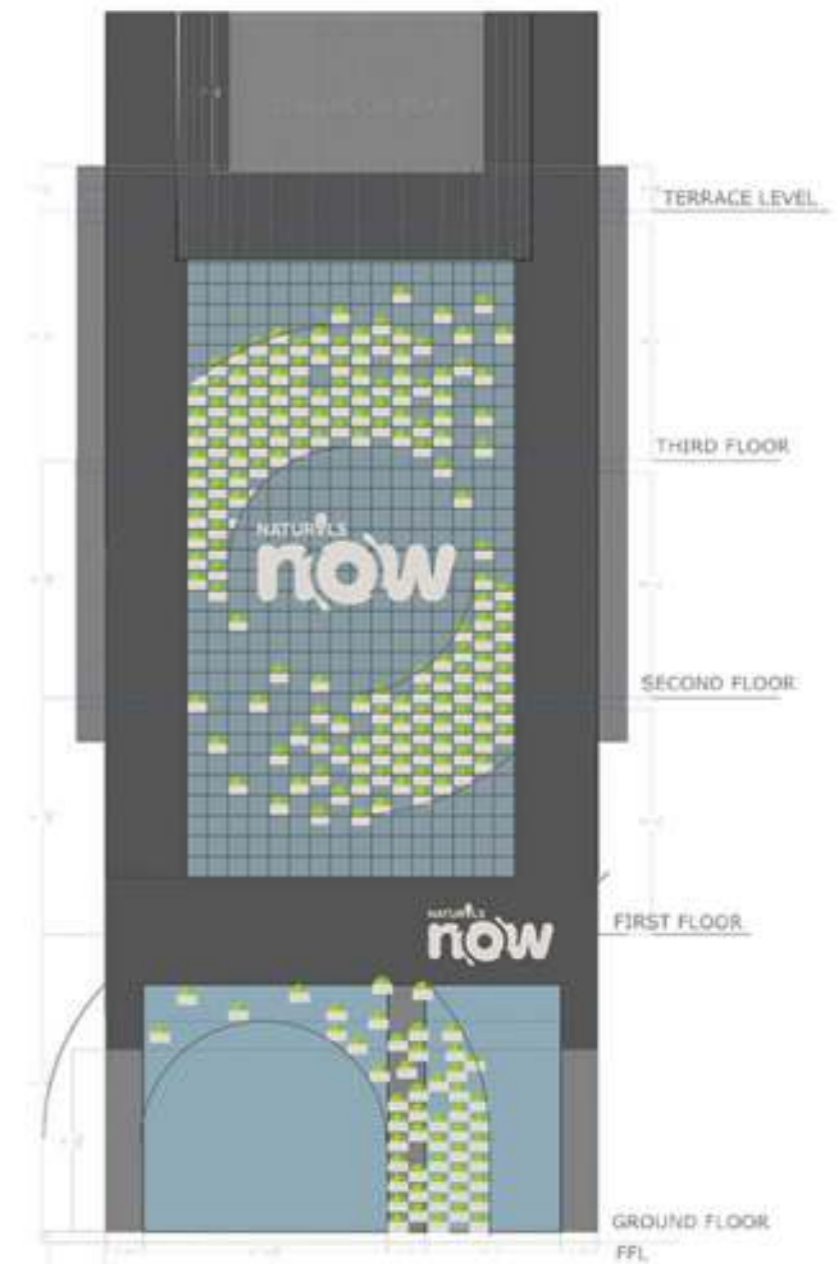 TERRACE LEVEL
THIRD FLOOR
NATURALS
now
SECOND FLOOR
NATURALS
now
FIRST FLOOR
GROUND FLOOR
FFL